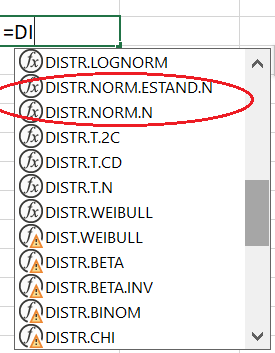 =DI
DISTR.LOGNORM
DISTR.NORM.ESTAND.N
DISTR.NORM.N
DISTR.T.2C
DISTR.T.CD
DISTR.T.N
DISTR.WEIBULL
DIST.WEIBULL
DISTR.BETA
DISTR.BETA.INV
DISTR.BINOM
DISTR.CHI